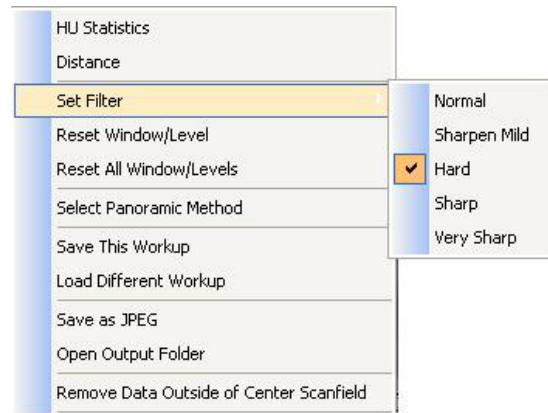 HU Statistics
Distance
Set Filter
Reset Window/Level
Reset All Window/Levels
Select Panoramic Method
Save This Workup
Load Different Workup
Save as JPEG
Open Output Folder
Remove Data Outside of Center Scanfield
Normal
Sharpen Mild
Hard
Sharp
Very Sharp